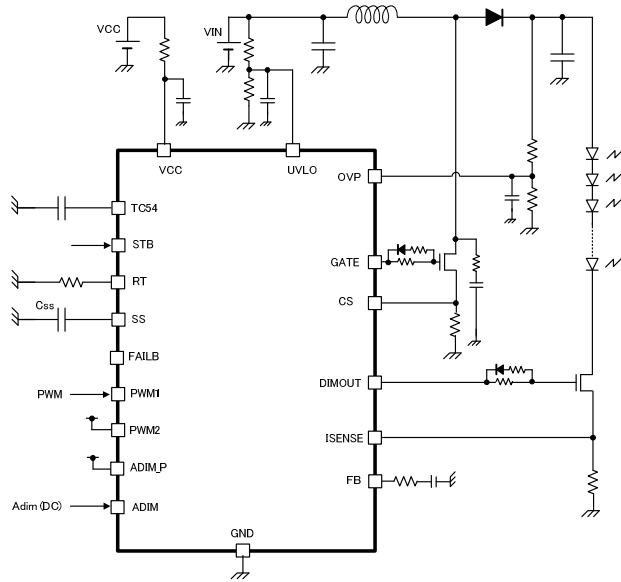 VCC
VIN
VCC
UVLO
OVP
TC54
STB
GATE
RT
CS
Css
SS
FAILB
DIMOUT
PWM
PWM1
PWM2
ISENSE
ADIM_P
FB
Adim(DC)
ADIM
GND